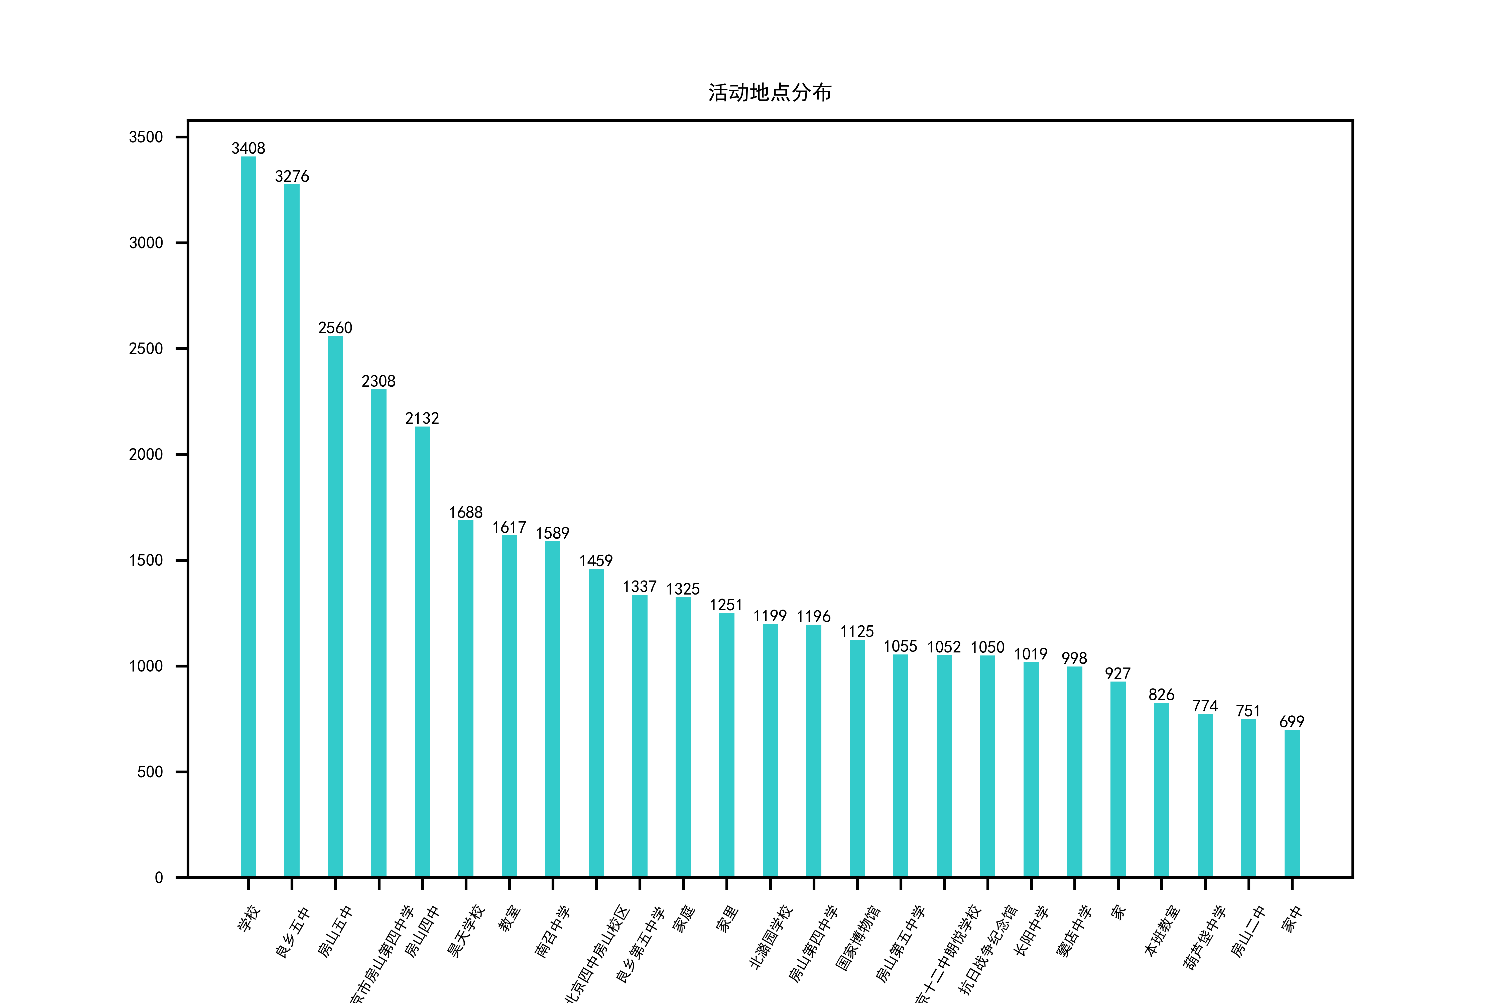 活动地点分布
3500
3000
2500
2000
1500
1000
500
0
3408
3276
2560
2308
2132
1688
1617
1589
1459
1337
1325
1251
1199
1196
1125
1055
1052
1050
1019
998
927
826
774
751
699
学校
良乡五中
房山五中
京市房山第四中学
房山四中
昊天学校
教室
南召中学
北京四中房山校区
良乡第五中学
家庭
家里
北潞园学校
房山第四中学
国家博物馆
房山第五中学
京十二中朗悦学校
抗日战争纪念馆
长阳中学
窦店中学
家
本班教室
葫芦垡中学
房山二中
家中